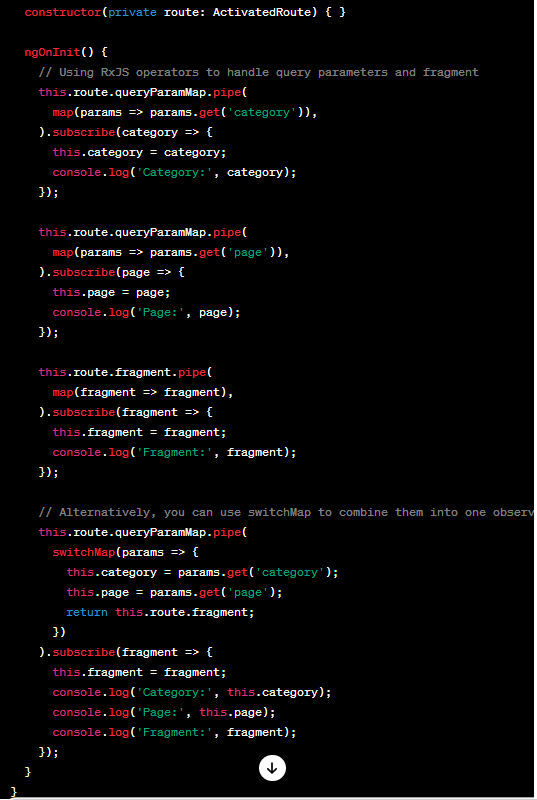 constructor(private route: ActivatedRoute) { }

ngOnInit() {
  // Using RxJS operators to handle query parameters and fragment
  this.route.queryParamMap.pipe(
    map(params => params.get('category')),
  ).subscribe(category => {
    this.category = category;
    console.log('Category:', category);
  });

  this.route.queryParamMap.pipe(
    map(params => params.get('page')),
  ).subscribe(page => {
    this.page = page;
    console.log('Page:', page);
  });

  this.route.fragment.pipe(
    map(fragment => fragment),
  ).subscribe(fragment => {
    this.fragment = fragment;
    console.log('Fragment:', fragment);
  });

  // Alternatively, you can use switchMap to combine them into one observ
  this.route.queryParamMap.pipe(
    switchMap(params => {
      this.category = params.get('category');
      this.page = params.get('page');
      return this.route.fragment;
    })
  ).subscribe(fragment => {
    this.fragment = fragment;
    console.log('Category:', this.category);
    console.log('Page:', this.page);
    console.log('Fragment:', fragment);
  });
}
}